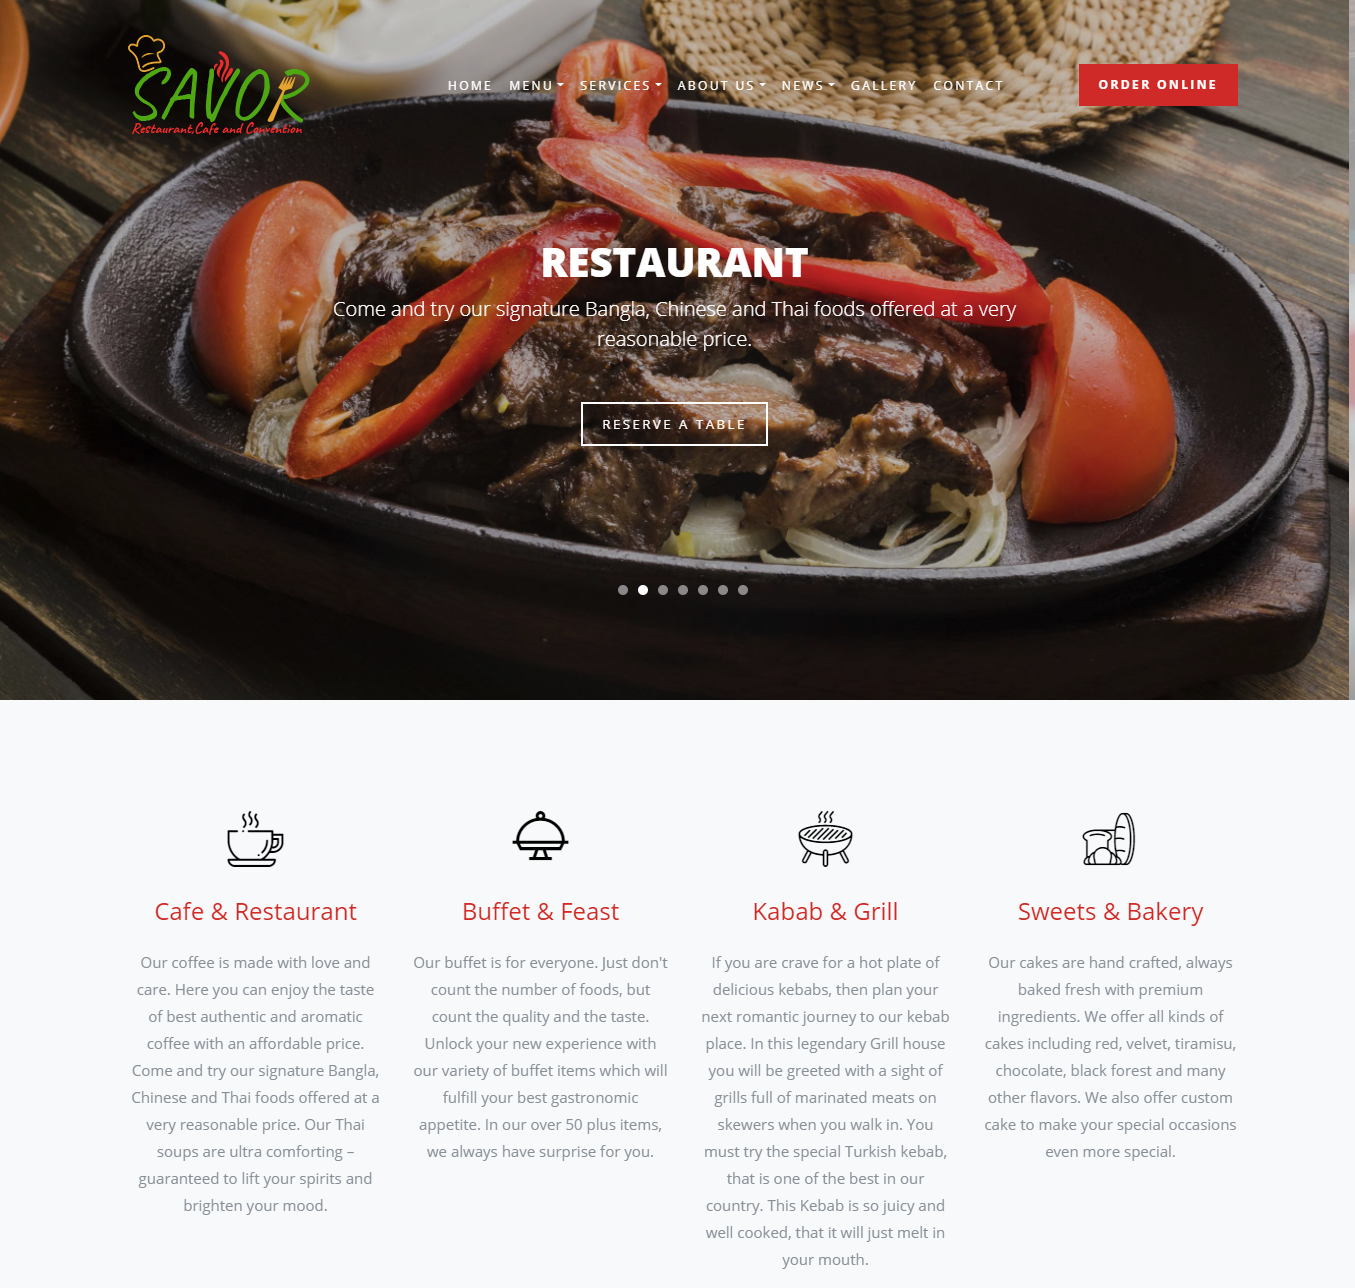 SAVOR
Restaurant,Cafe and Convention
HOME MENU SERVICES ABOUT US NEWS GALLERY CONTACT
ORDER ONLINE
RESTAURANT
Come and try our signature Bangla, Chinese and Thai foods offered at a very
reasonable price.
RESERVE A TABLE
Cafe & Restaurant
Our coffee is made with love and
care. Here you can enjoy the taste
of best authentic and aromatic
coffee with an affordable price.
Come and try our signature Bangla,
Chinese and Thai foods offered at a
very reasonable price. Our Thai
soups are ultra comforting –
guaranteed to lift your spirits and
brighten your mood.
Buffet & Feast
Our buffet is for everyone. Just don't
count the number of foods, but
count the quality and the taste.
Unlock your new experience with
our variety of buffet items which will
fulfill your best gastronomic
appetite. In our over 50 plus items,
we always have surprise for you.
Kabab & Grill
If you are crave for a hot plate of
delicious kebabs, then plan your
next romantic journey to our kebab
place. In this legendary Grill house
you will be greeted with a sight of
grills full of marinated meats on
skewers when you walk in. You
must try the special Turkish kebab,
that is one of the best in our
country. This Kebab is so juicy and
well cooked, that it will just melt in
your mouth.
Sweets & Bakery
Our cakes are hand crafted, always
baked fresh with premium
ingredients. We offer all kinds of
cakes including red, velvet, tiramisu,
chocolate, black forest and many
other flavors. We also offer custom
cake to make your special occasions
even more special.